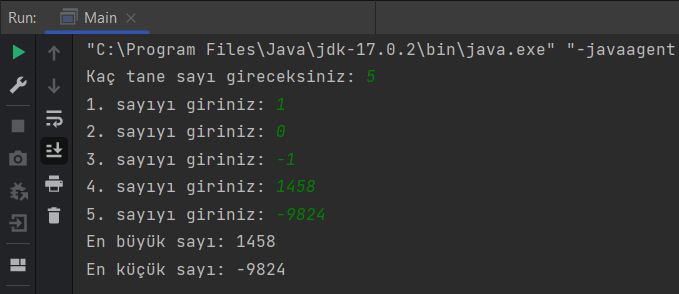 Run: Main
"C:\Program Files\Java\jdk-17.0.2\bin\java.exe" "-javaagent
Kaç tane sayı gireceksiniz: 5
1. sayıyı giriniz: 1
2. sayıyı giriniz: 0
3. sayıyı giriniz: -1
4. sayıyı giriniz: 1458
5. sayıyı giriniz: -9824
En büyük sayı: 1458
En küçük sayı: -9824